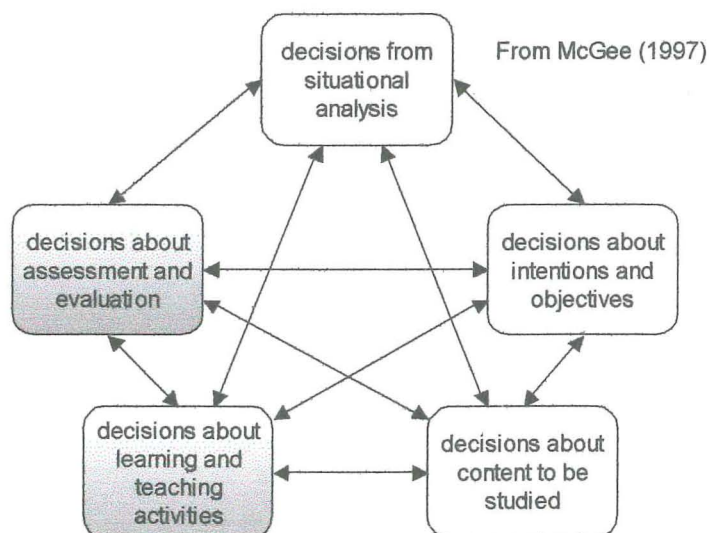 decisions from
situational
analysis
From McGee (1997)
decisions about
assessment and
evaluation
decisions about
intentions and
objectives
decisions about
learning and
teaching
activities
decisions about
content to be
studied